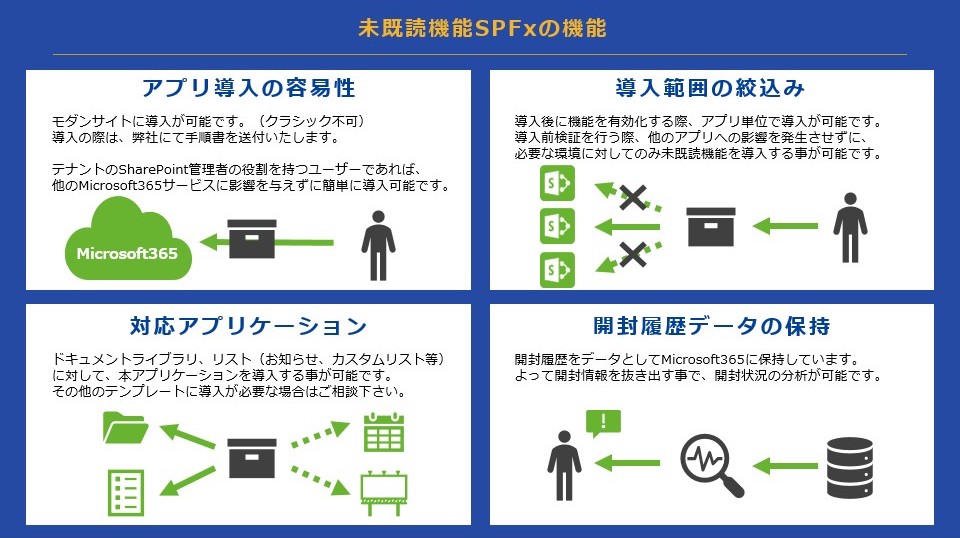 未既読機能SPFxの機能
アプリ導入の容易性
モダンサイトに導入が可能です。（クラシック不可）
導入の際は、弊社にて手順書を送付いたします。
テナントのSharePoint管理者の役割を持つユーザーであれば、
他のMicrosoft365サービスに影響を与えずに簡単に導入可能です。
Microsoft365
導入範囲の絞込み
導入後に機能を有効化する際、アプリ単位で導入が可能です。
導入前検証を行う際、他のアプリへの影響を発生させずに、
必要な環境に対してのみ未既読機能を導入する事が可能です。
S
S
S
対応アプリケーション
ドキュメントライブラリ、リスト（お知らせ、カスタムリスト等）
に対して、本アプリケーションを導入する事が可能です。
その他のテンプレートに導入が必要な場合はご相談下さい。
開封履歴データの保持
開封履歴をデータとしてMicrosoft365に保持しています。
よって開封情報を抜き出す事で、開封状況の分析が可能です。
!